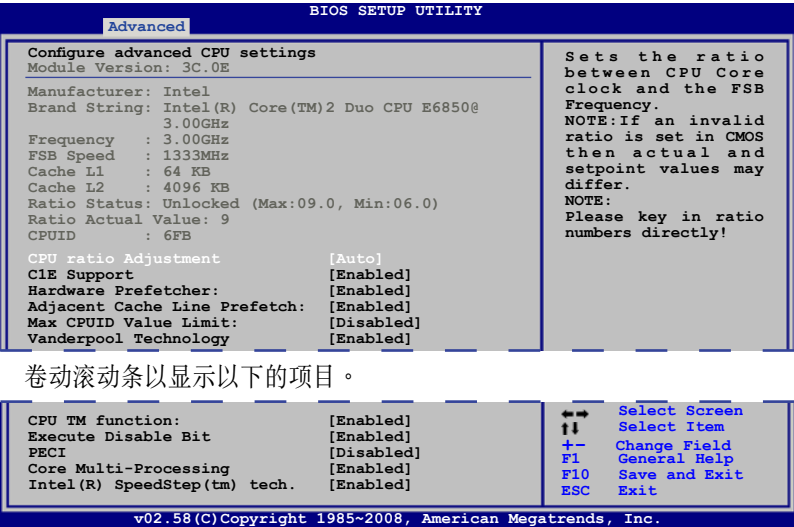 BIOS SETUP UTILITY
Advanced
Configure advanced CPU settings
Module Version: 3C.0E
Manufacturer: Intel
Brand String: Intel(R) Core(TM)2 Duo CPU E6850@
3.00GHz
Frequency : 3.00GHz
FSB Speed : 1333MHz
Cache L1 : 64 KB
Cache L2 : 4096 KB
Ratio Status: Unlocked (Max:09.0, Min:06.0)
Ratio Actual Value: 9
CPUID : 6FB
CPU ratio Adjustment [Auto]
C1E Support [Enabled]
Hardware Prefetcher: [Enabled]
Adjacent Cache Line Prefetch: [Enabled]
Max CPUID Value Limit: [Disabled]
Vanderpool Technology [Enabled]
Sets the ratio
between CPU Core
clock and the FSB
Frequency.
NOTE:If an invalid
ratio is set in CMOS
then actual and
setpoint values may
differ.
NOTE:
Please key in ratio
numbers directly!
卷动滚动条以显示以下的项目。
CPU TM function: [Enabled]
Execute Disable Bit [Enabled]
PECI [Disabled]
Core Multi-Processing [Enabled]
Intel(R) SpeedStep(tm) tech. [Enabled]
←→ Select Screen
↑↓ Select Item
+- Change Field
F1 General Help
F10 Save and Exit
ESC Exit
v02.58(C)Copyright 1985~2008, American Megatrends, Inc.